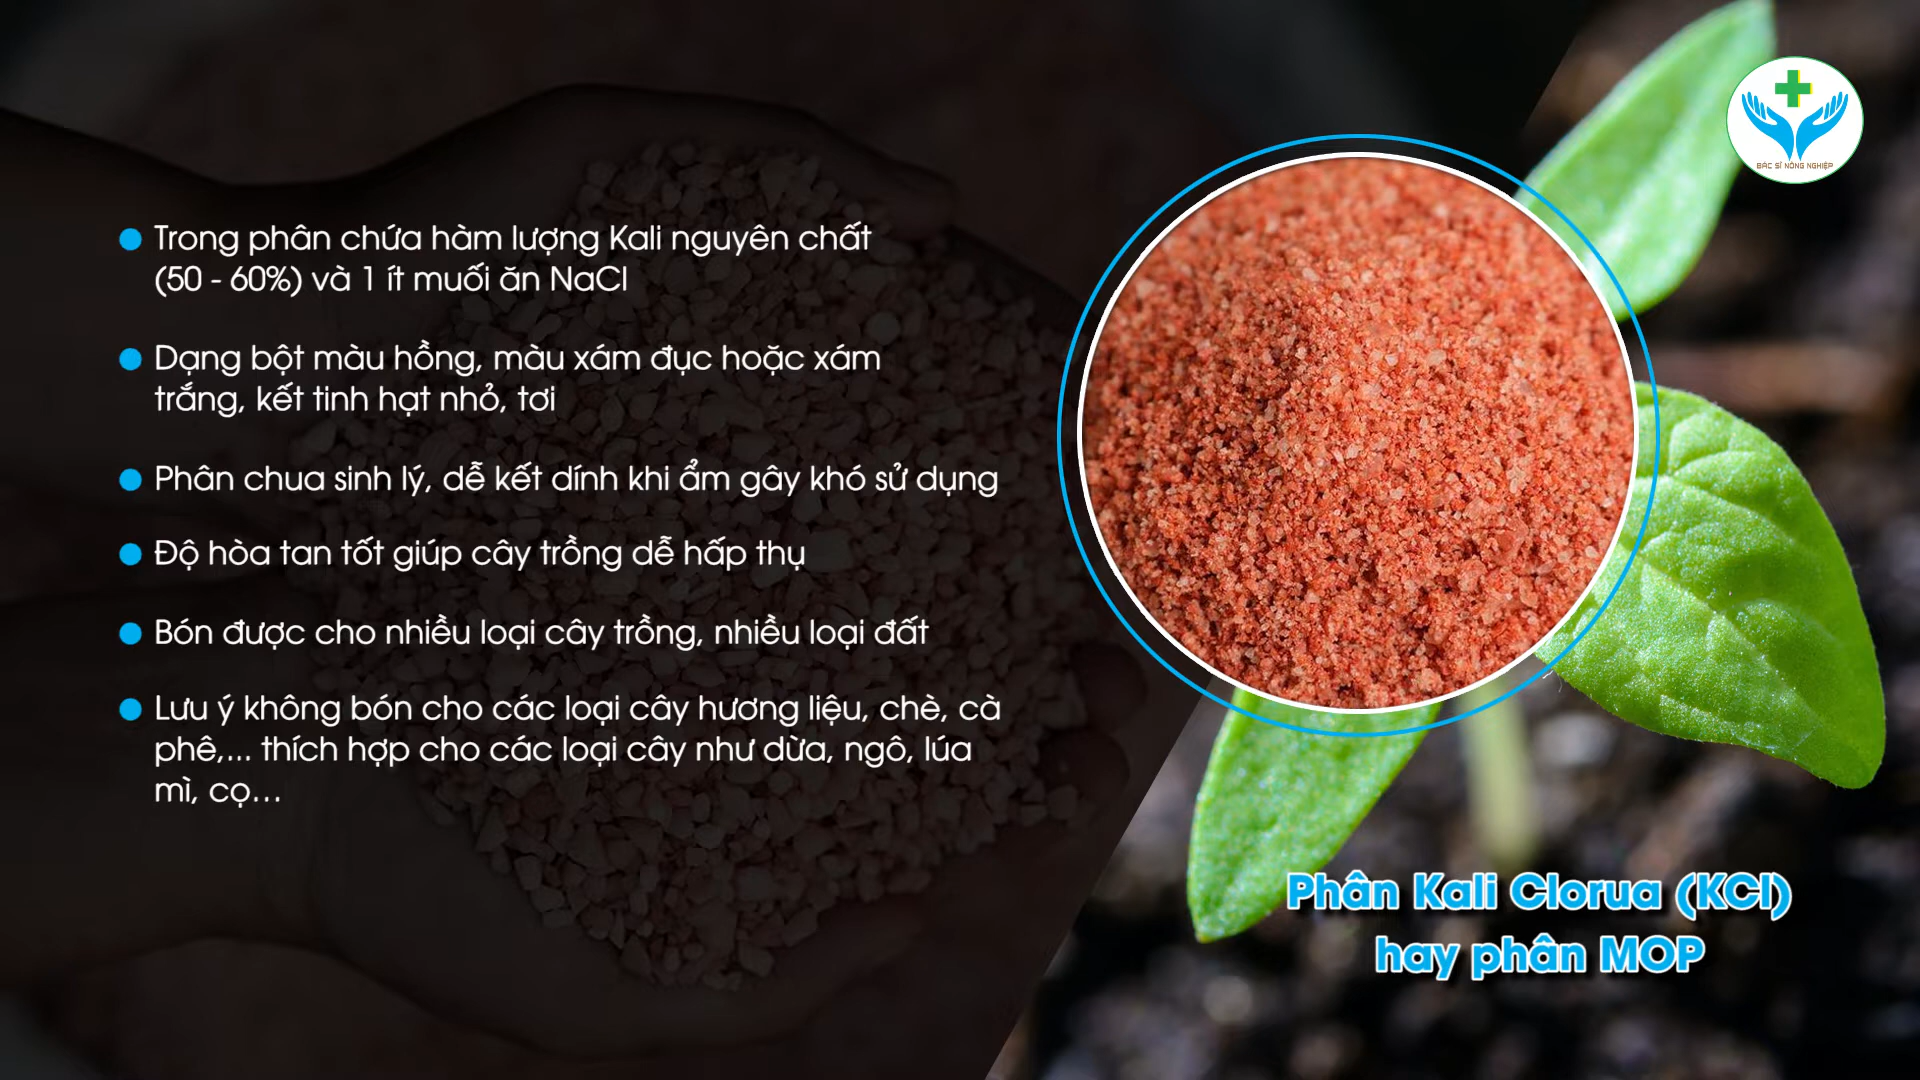 BÁC SĨ NÔNG NGHIỆP
Trong phân chứa hàm lượng Kali nguyên chất
(50 - 60%) và 1 ít muối ăn NaCl
Dạng bột màu hồng, màu xám đục hoặc xám
trắng, kết tinh hạt nhỏ, tơi
Phân chua sinh lý, dễ kết dính khi ẩm gây khó sử dụng
Độ hòa tan tốt giúp cây trồng dễ hấp thụ
Bón được cho nhiều loại cây trồng, nhiều loại đất
Lưu ý không bón cho các loại cây hương liệu, chè, cà
phê,... thích hợp cho các loại cây như dừa, ngô, lúa
mì, cọ...
Phân Kali Clorua (KCl)
hay phân MOP